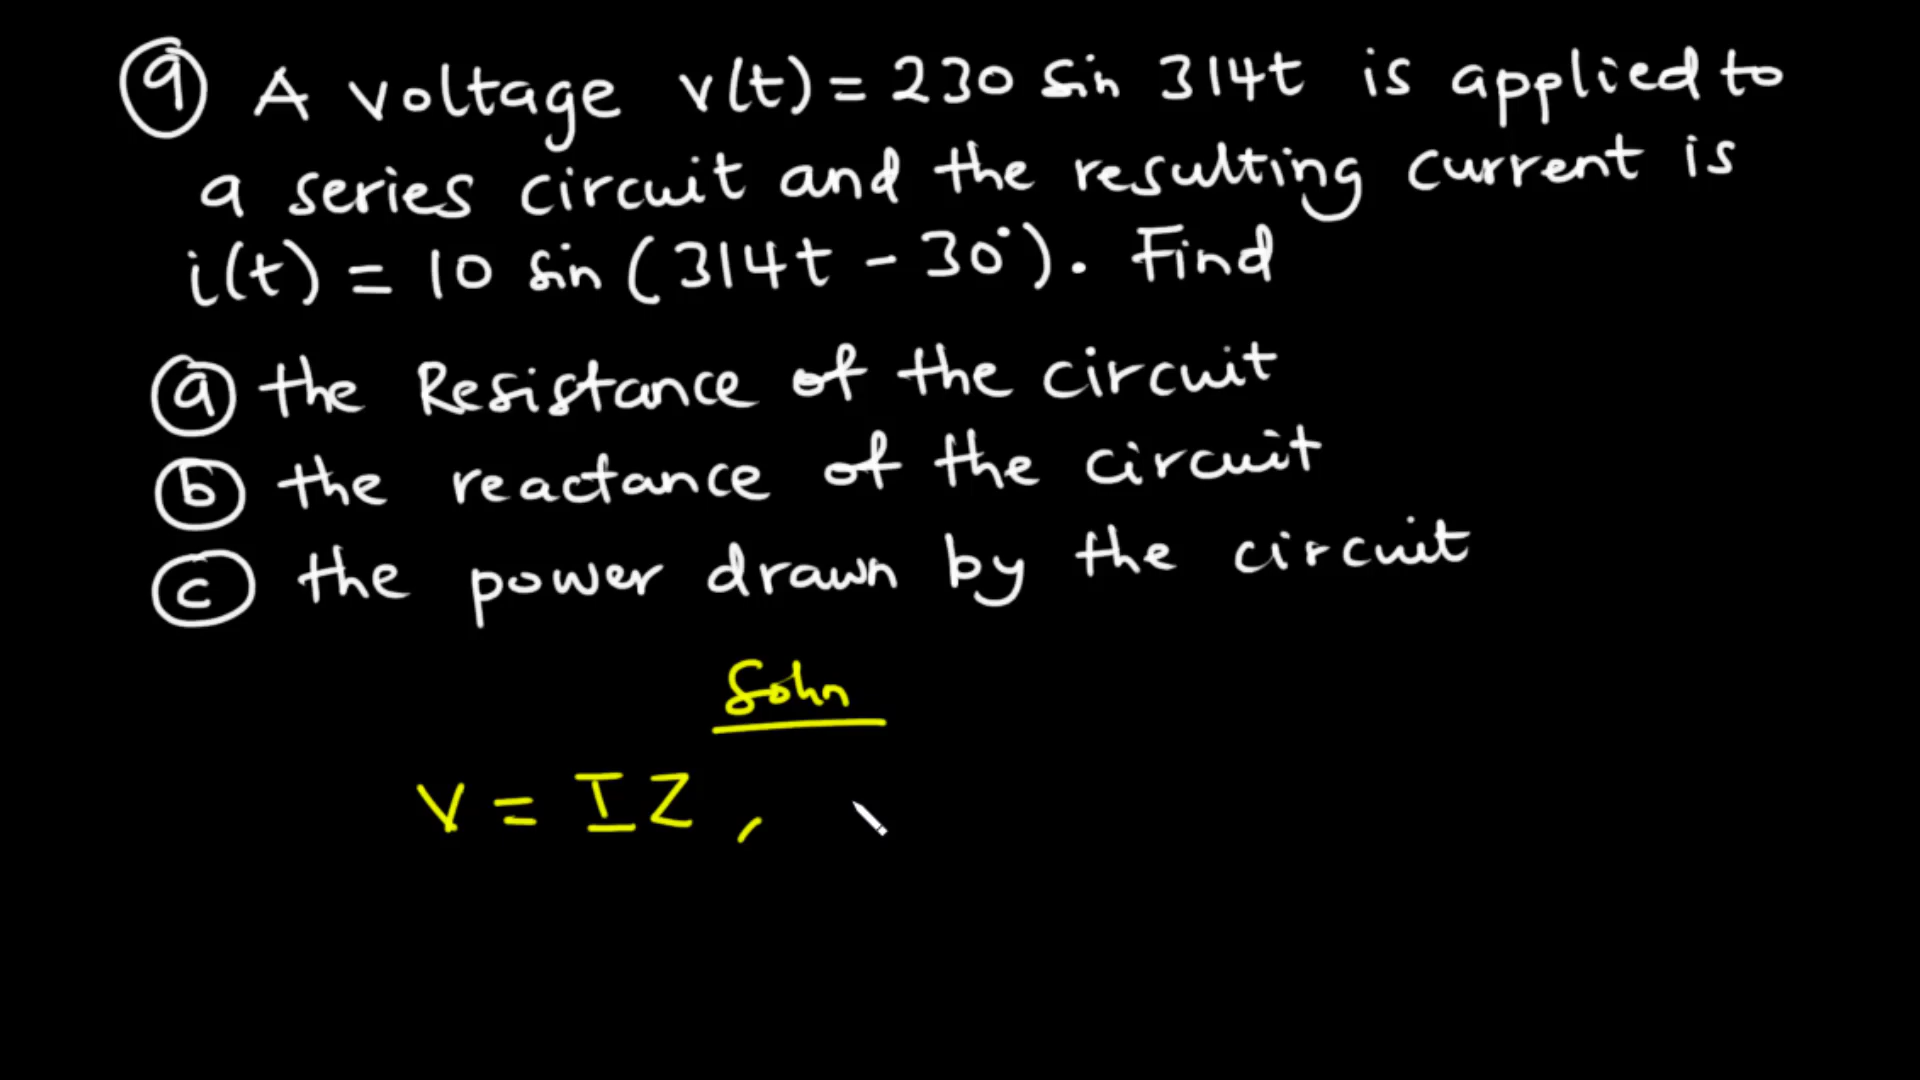 9 A voltage v(t) = 230 sin 314t is applied to
a series circuit and the resulting current is
i(t) = 10 sin (314t - 30°). Find
a the Resistance of the circuit
b the reactance of the circuit
c the power drawn by the circuit
Soln
V = IZ ,